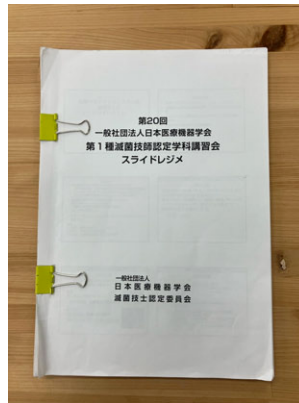 第20回
一般社団法人日本医療機器学会
第1種滅菌技師認定学科講習会
スライドレジメ
一般社団法人
日本医療機器学会
滅菌技士認定委員会